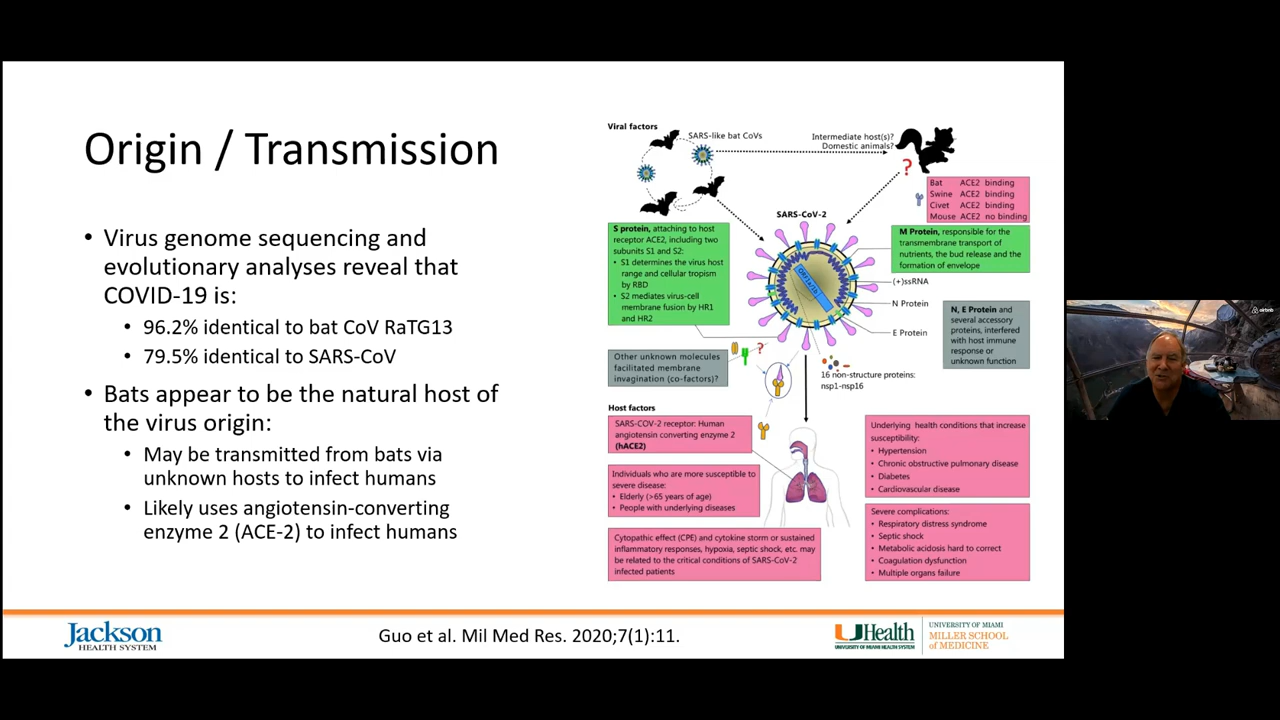 Origin / Transmission
• Virus genome sequencing and
evolutionary analyses reveal that
COVID-19 is:
• 96.2% identical to bat CoV RaTG13
• 79.5% identical to SARS-CoV
• Bats appear to be the natural host of
the virus origin:
• May be transmitted from bats via
unknown hosts to infect humans
• Likely uses angiotensin-converting
enzyme 2 (ACE-2) to infect humans
Viral factors
SARS-like bat CoVs
Intermediate host(s)?
Domestic animals?
?
Bat ACE2 binding
Swine ACE2 binding
Civet ACE2 binding
Mouse ACE2 no binding
SARS-CoV-2
S protein, attaching to host
receptor ACE2, including two
subunits S1 and S2:
• S1 determines the virus host
range and cellular tropism
by RBD
• S2 mediates virus-cell
membrane fusion by HR1
and HR2
M Protein, responsible for the
transmembrane transport of
nutrients, the bud release and the
formation of envelope
(+)ssRNA
N Protein
E Protein
N, E Protein and
several accessory
proteins, interfered
with host immune
response or
unknown function
Other unknown molecules
facilitated membrane
invagination (co-factors)?
?
16 non-structure proteins:
nsp1-nsp16
Host factors
SARS-COV-2 receptor: Human
angiotensin converting enzyme 2
(hACE2)
Individuals who are more susceptible to
severe disease:
• Elderly (>65 years of age)
• People with underlying diseases
Cytopathic effect (CPE) and cytokine storm or sustained
inflammatory responses, hypoxia, septic shock, etc. may
be related to the critical conditions of SARS-CoV-2
infected patients
Underlying health conditions that increase
susceptibility:
• Hypertension
• Chronic obstructive pulmonary disease
• Diabetes
• Cardiovascular disease
Severe complications:
• Respiratory distress syndrome
• Septic shock
• Metabolic acidosis hard to correct
• Coagulation dysfunction
• Multiple organs failure
Jackson
HEALTH SYSTEM
Guo et al. Mil Med Res. 2020;7(1):11.
UHealth
UNIVERSITY OF MIAMI HEALTH SYSTEM
UNIVERSITY OF MIAMI
MILLER SCHOOL
of MEDICINE
airbnb